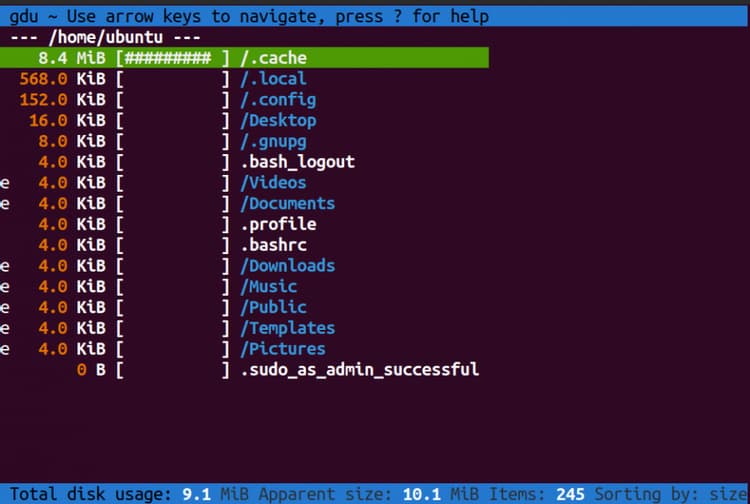 gdu ~ Use arrow keys to navigate, press ? for help
--- /home/ubuntu ---
8.4 MiB [######### ] /.cache
568.0 KiB [          ] /.local
152.0 KiB [          ] /.config
16.0 KiB [          ] /Desktop
8.0 KiB [          ] /.gnupg
4.0 KiB [          ] .bash_logout
e 4.0 KiB [          ] /Videos
e 4.0 KiB [          ] /Documents
4.0 KiB [          ] .profile
4.0 KiB [          ] .bashrc
e 4.0 KiB [          ] /Downloads
e 4.0 KiB [          ] /Music
e 4.0 KiB [          ] /Public
e 4.0 KiB [          ] /Templates
e 4.0 KiB [          ] /Pictures
0 B [          ] .sudo_as_admin_successful
Total disk usage: 9.1 MiB Apparent size: 10.1 MiB Items: 245 Sorting by: size